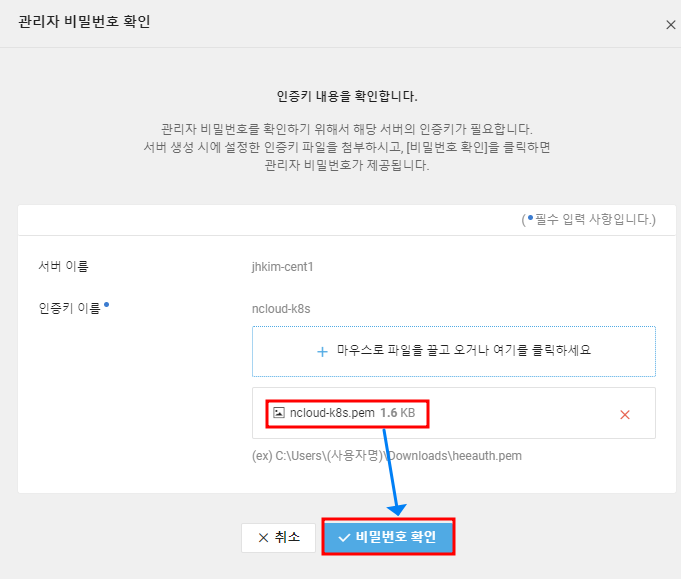 관리자 비밀번호 확인
인증키 내용을 확인합니다.
관리자 비밀번호를 확인하기 위해서 해당 서버의 인증키가 필요합니다.
서버 생성 시에 설정한 인증키 파일을 첨부하시고, [비밀번호 확인]을 클릭하면
관리자 비밀번호가 제공됩니다.
(•필수 입력 사항입니다.)
서버 이름 jhkim-cent1
인증키 이름• ncloud-k8s
+ 마우스로 파일을 끌고 오거나 여기를 클릭하세요
ncloud-k8s.pem 1.6 KB
(ex) C:\Users\(사용자명)\Downloads\heeauth.pem
취소 비밀번호 확인